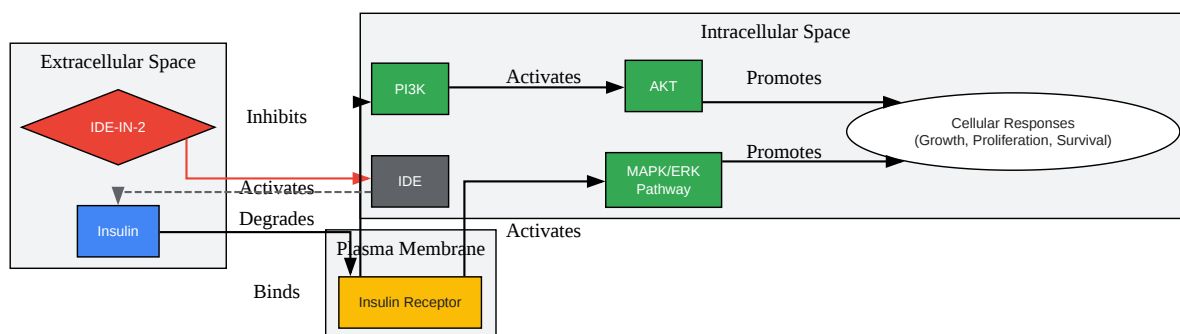 Intracellular Space
Extracellular Space
PI3K
Activates
AKT
Promotes
IDE-IN-2
Inhibits
Cellular Responses
(Growth, Proliferation, Survival)
Promotes
IDE
MAPK/ERK
Pathway
Activates
Insulin
Degrades
Activates
Plasma Membrane
Binds
Insulin Receptor